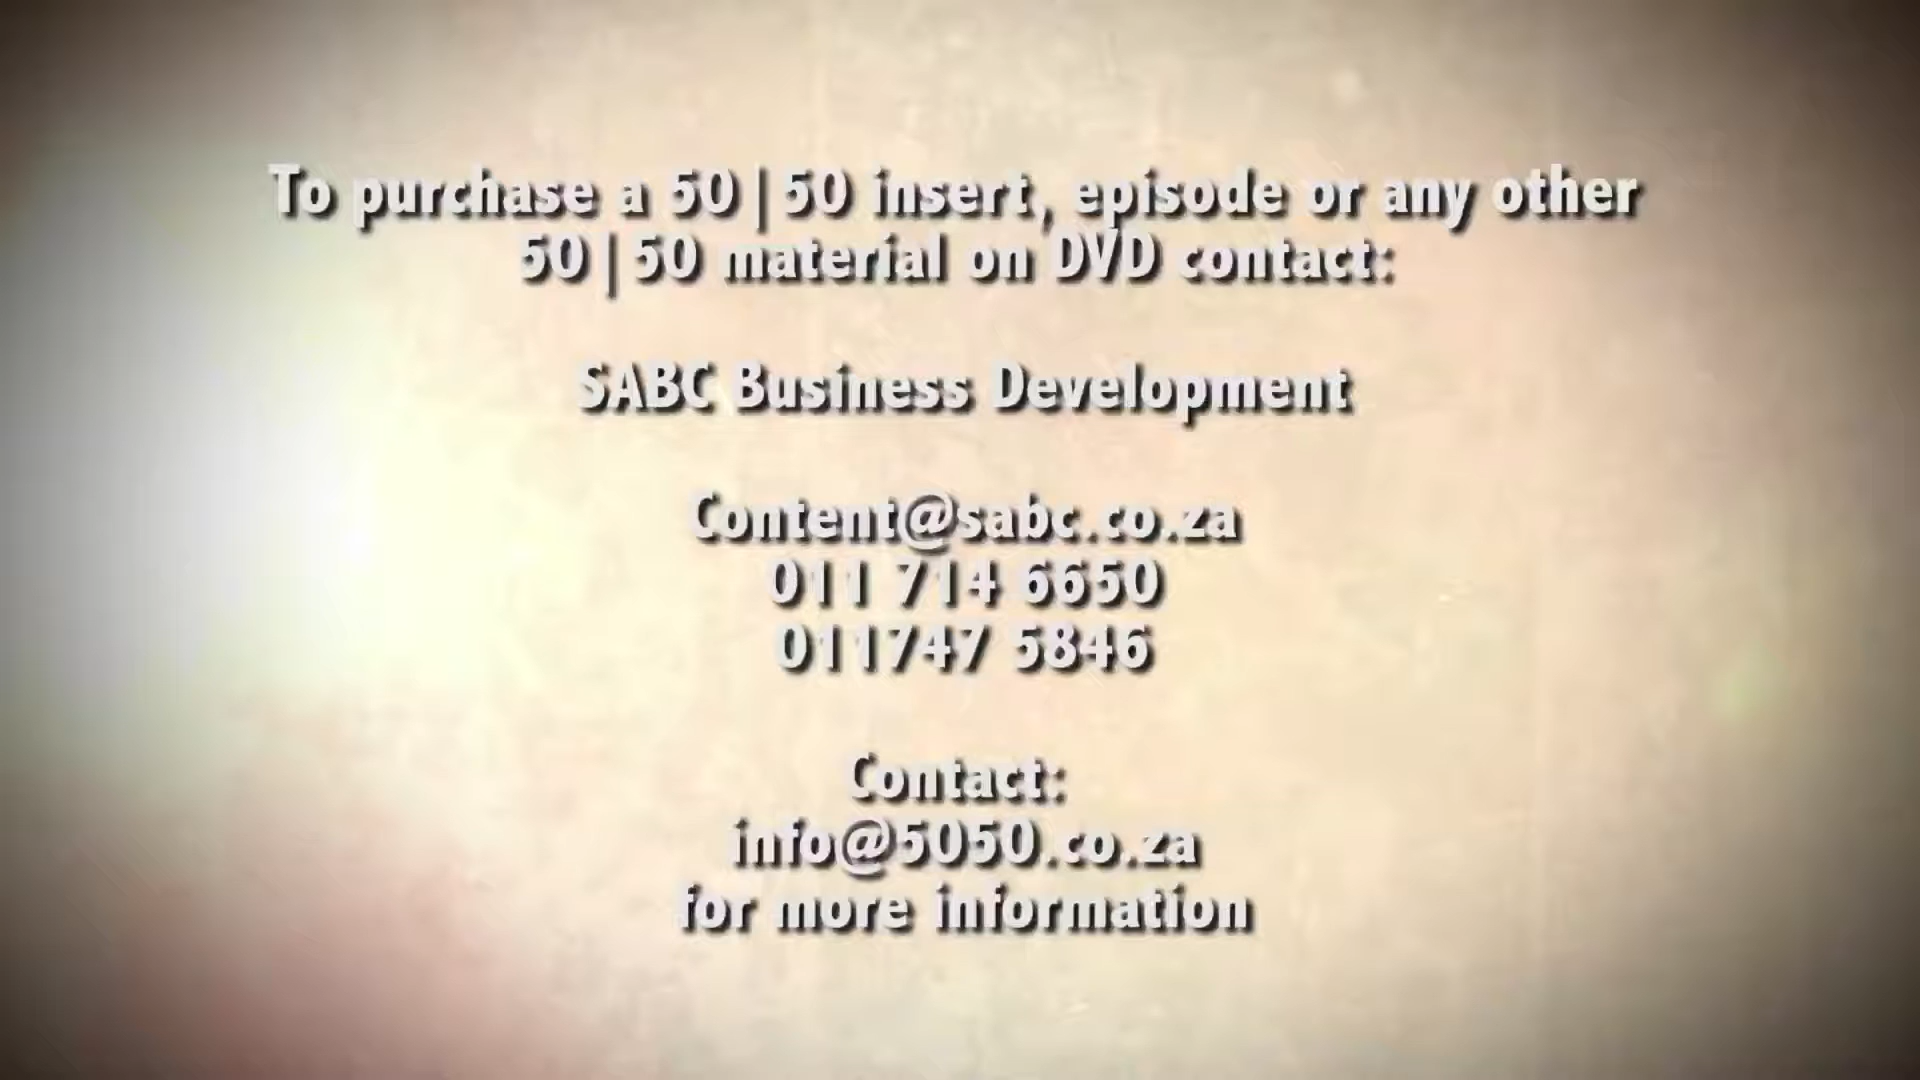 To purchase a 50|50 insert, episode or any other
50|50 material on DVD contact:
SABC Business Development
Content@sabc.co.za
011 714 6650
011747 5846
Contact:
info@5050.co.za
for more information